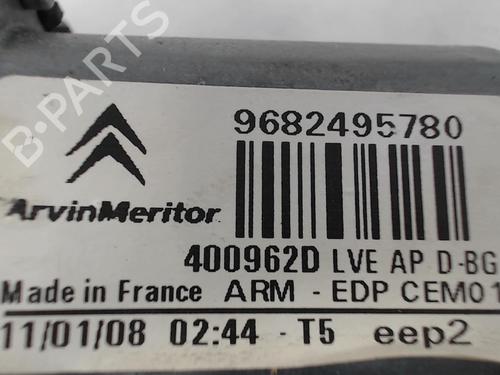 9682495780
ArvinMeritor
400962D LVE AP D-BG
Made in France ARM - EDP CEM01
11/01/08 02:44 - T5 eep2
B-PARTS